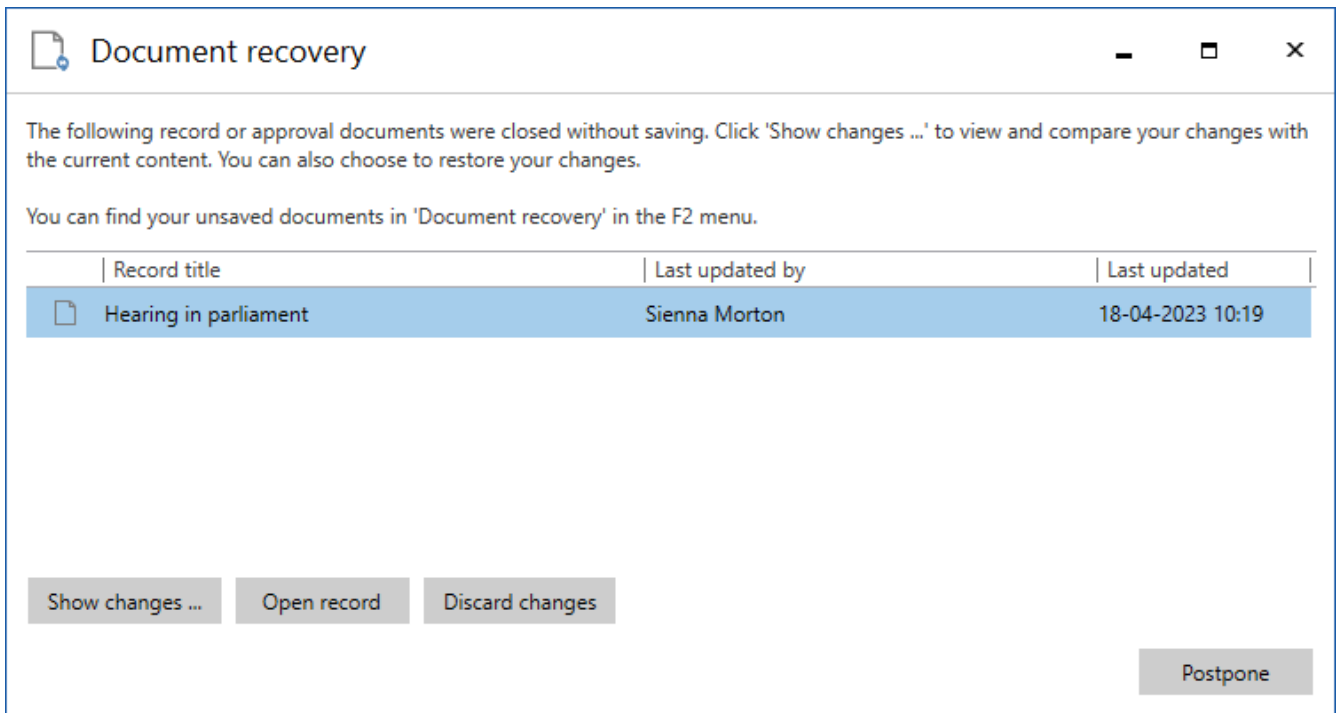 Document recovery
The following record or approval documents were closed without saving. Click 'Show changes ...' to view and compare your changes with
the current content. You can also choose to restore your changes.
You can find your unsaved documents in 'Document recovery' in the F2 menu.
Record title Last updated by Last updated
Hearing in parliament Sienna Morton 18-04-2023 10:19
Show changes ... Open record Discard changes
Postpone